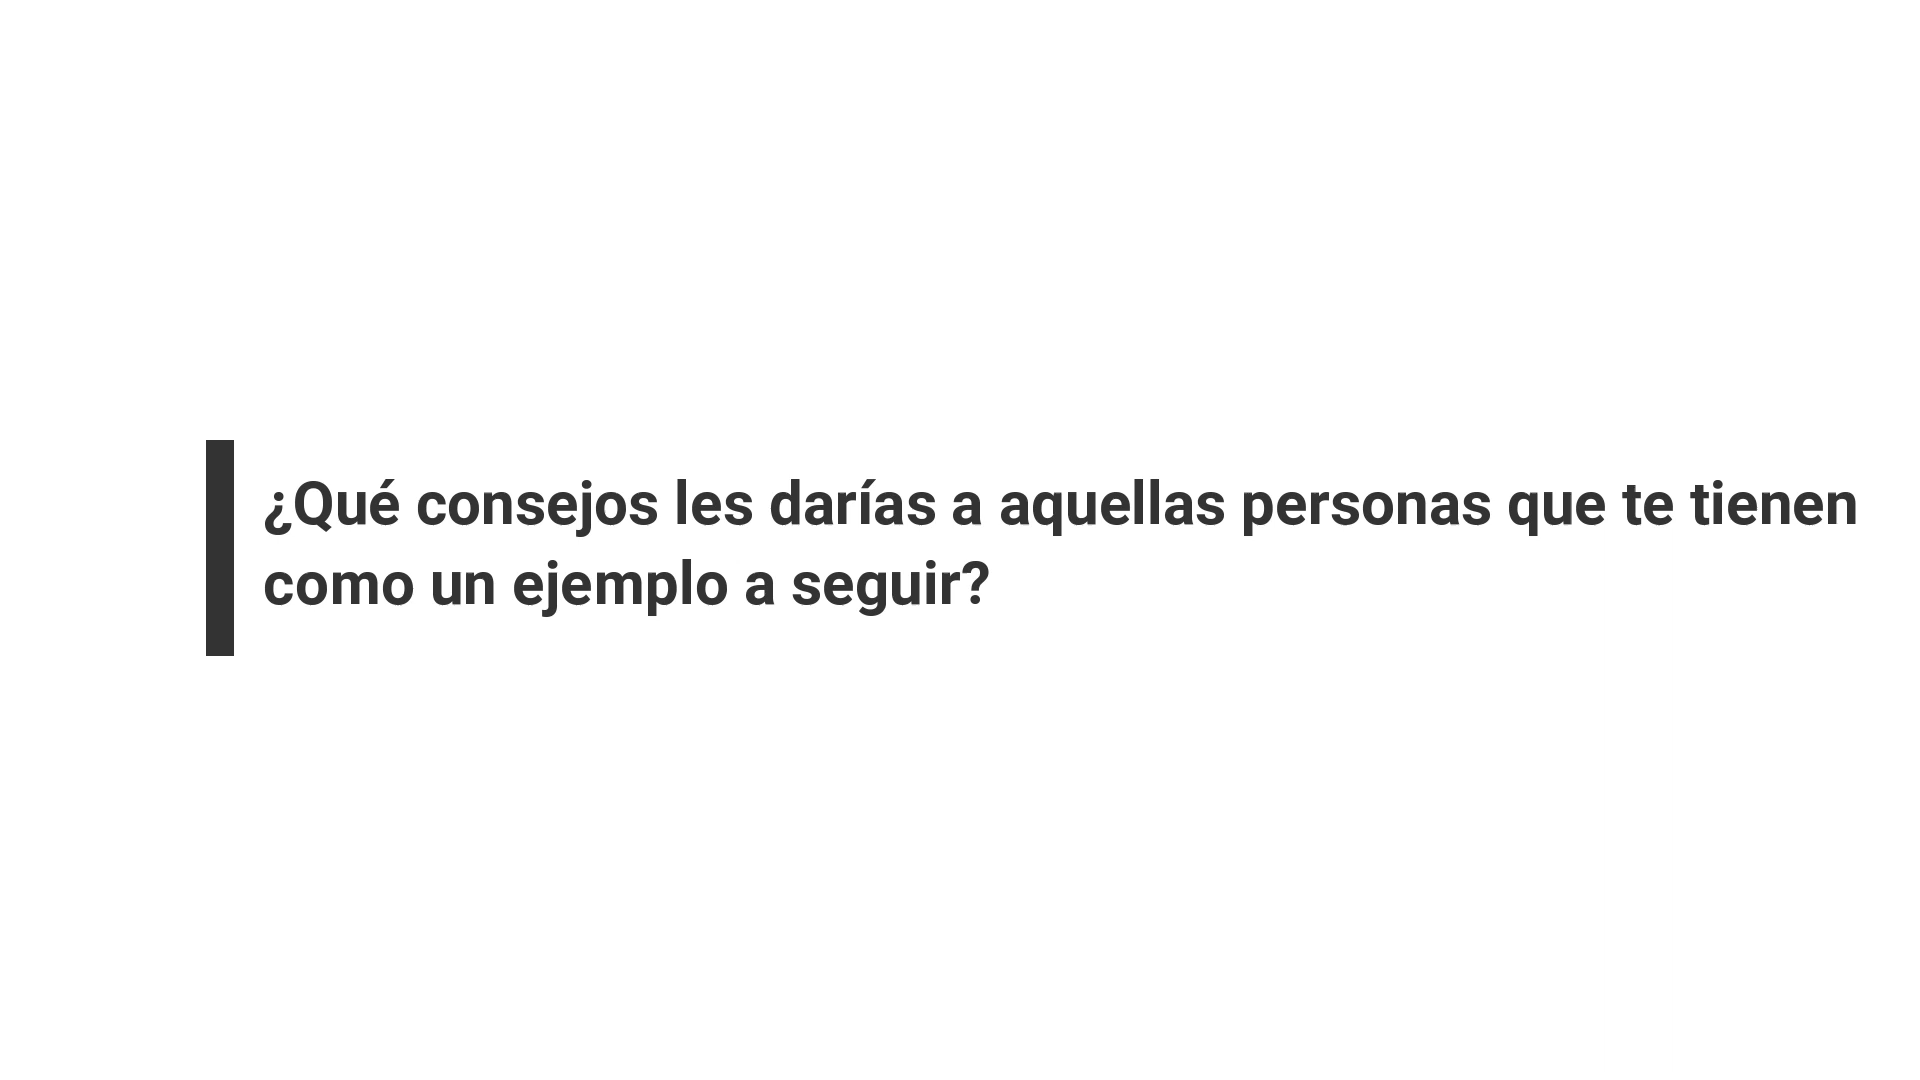 ¿Qué consejos les darías a aquellas personas que te tienen
como un ejemplo a seguir?